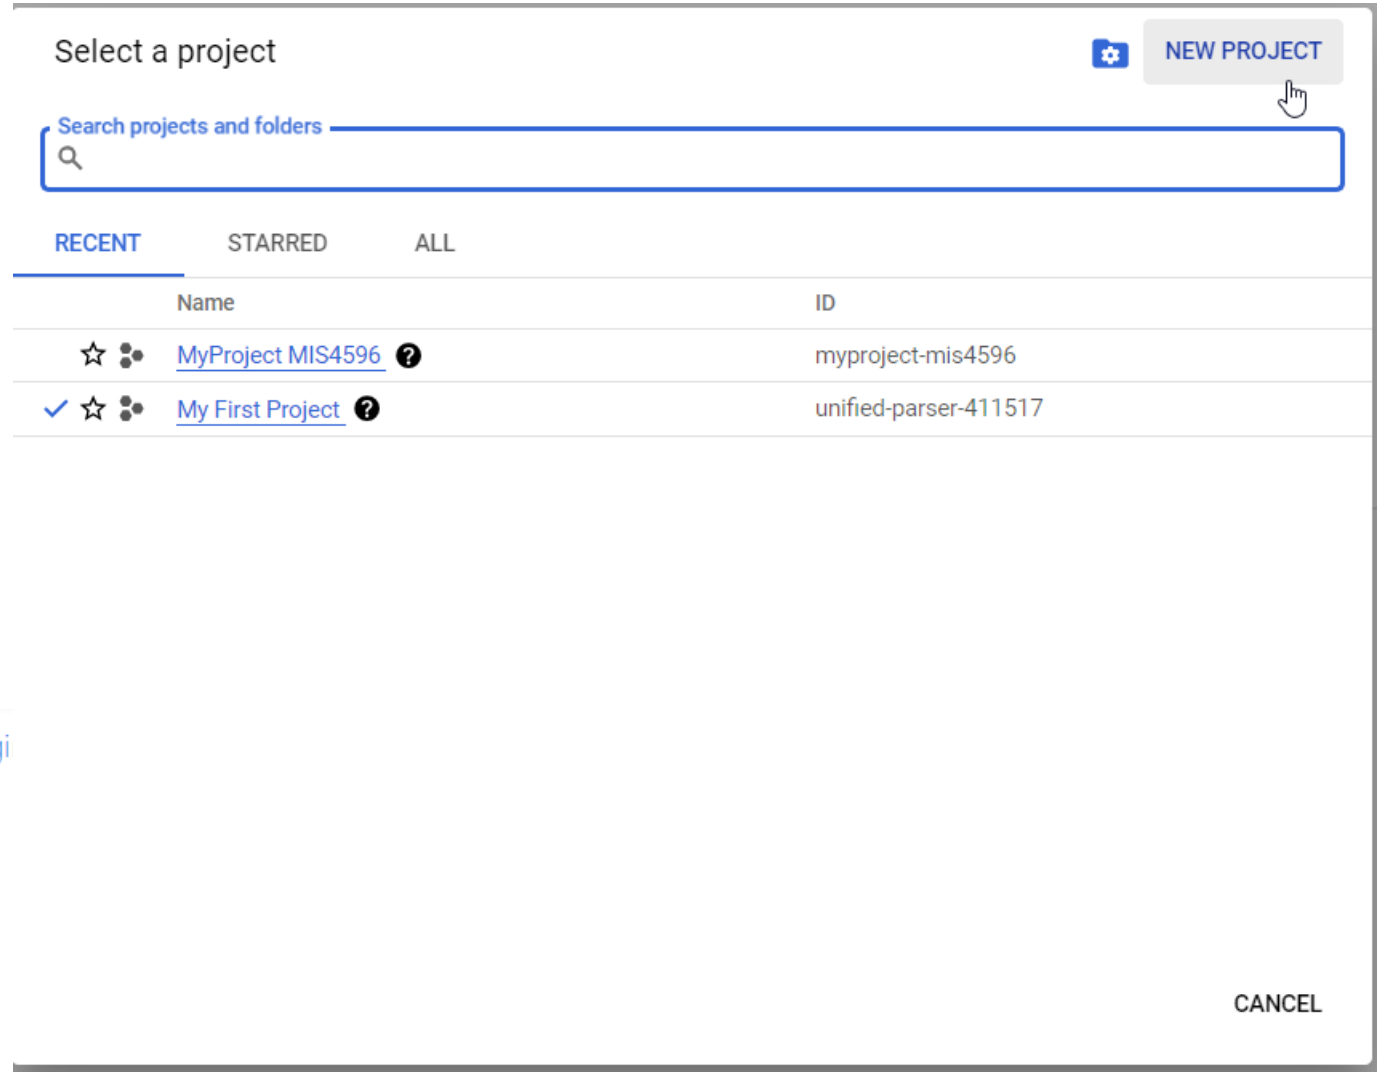 Select a project
NEW PROJECT
Search projects and folders
RECENT STARRED ALL
Name ID
MyProject MIS4596 myproject-mis4596
My First Project unified-parser-411517
gi
CANCEL